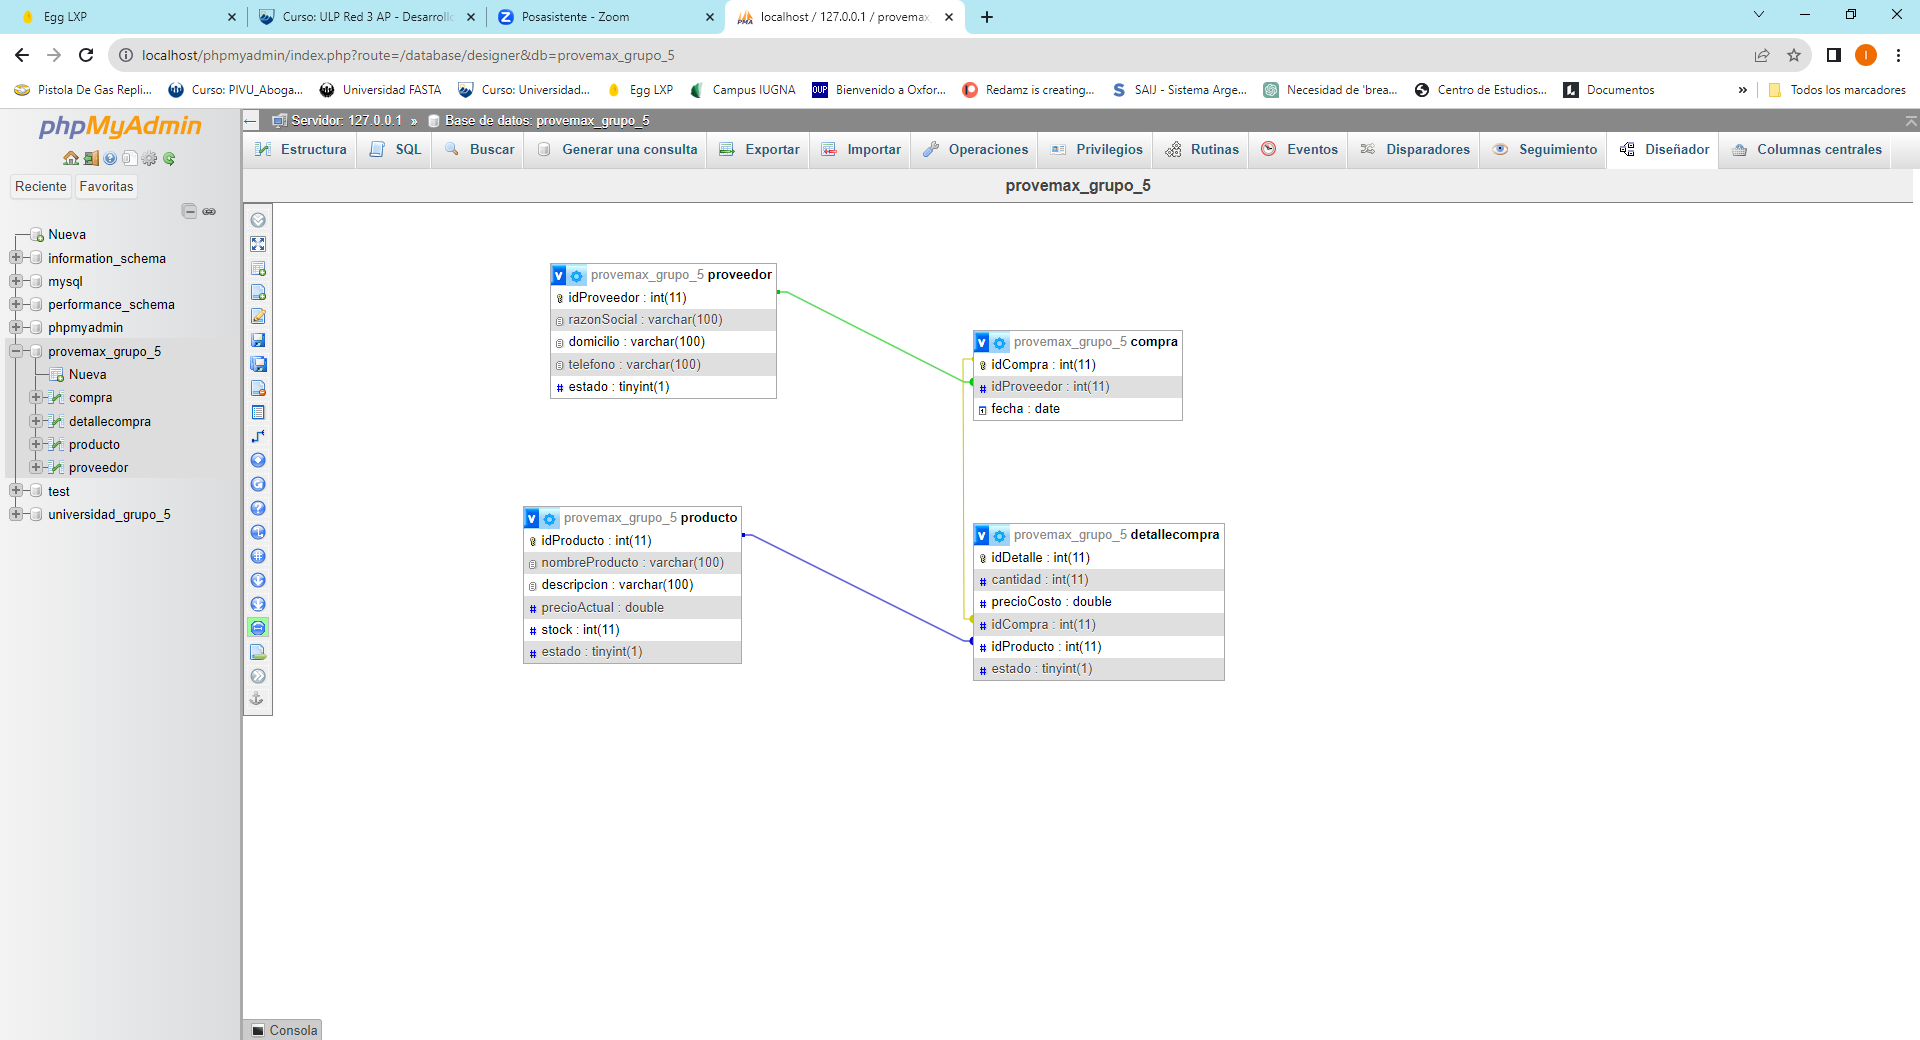 Egg LXP
Curso: ULP Red 3 AP - Desarrollo
Posasistente - Zoom
localhost / 127.0.0.1 / provemax_
localhost/phpmyadmin/index.php?route=/database/designer&db=provemax_grupo_5
I
Pistola De Gas Repli...
Curso: PIVU_Aboga...
Universidad FASTA
Curso: Universidad...
Egg LXP
Campus IUGNA
OUP
Bienvenido a Oxfor...
Redamz is creating...
SAIJ - Sistema Arge...
Necesidad de 'brea...
Centro de Estudios...
Documentos
»
Todos los marcadores
phpMyAdmin
Reciente
Favoritas
Nueva
information_schema
mysql
performance_schema
phpmyadmin
provemax_grupo_5
Nueva
compra
detallecompra
producto
proveedor
test
universidad_grupo_5
Servidor: 127.0.0.1 » Base de datos: provemax_grupo_5
Estructura
SQL
Buscar
Generar una consulta
Exportar
Importar
Operaciones
Privilegios
Rutinas
Eventos
Disparadores
Seguimiento
Diseñador
Columnas centrales
provemax_grupo_5
v provemax_grupo_5 proveedor
idProveedor : int(11)
razonSocial : varchar(100)
domicilio : varchar(100)
telefono : varchar(100)
# estado : tinyint(1)
v provemax_grupo_5 compra
idCompra : int(11)
# idProveedor : int(11)
fecha : date
v provemax_grupo_5 producto
idProducto : int(11)
nombreProducto : varchar(100)
descripcion : varchar(100)
# precioActual : double
# stock : int(11)
# estado : tinyint(1)
v provemax_grupo_5 detallecompra
idDetalle : int(11)
# cantidad : int(11)
# precioCosto : double
# idCompra : int(11)
# idProducto : int(11)
# estado : tinyint(1)
Consola